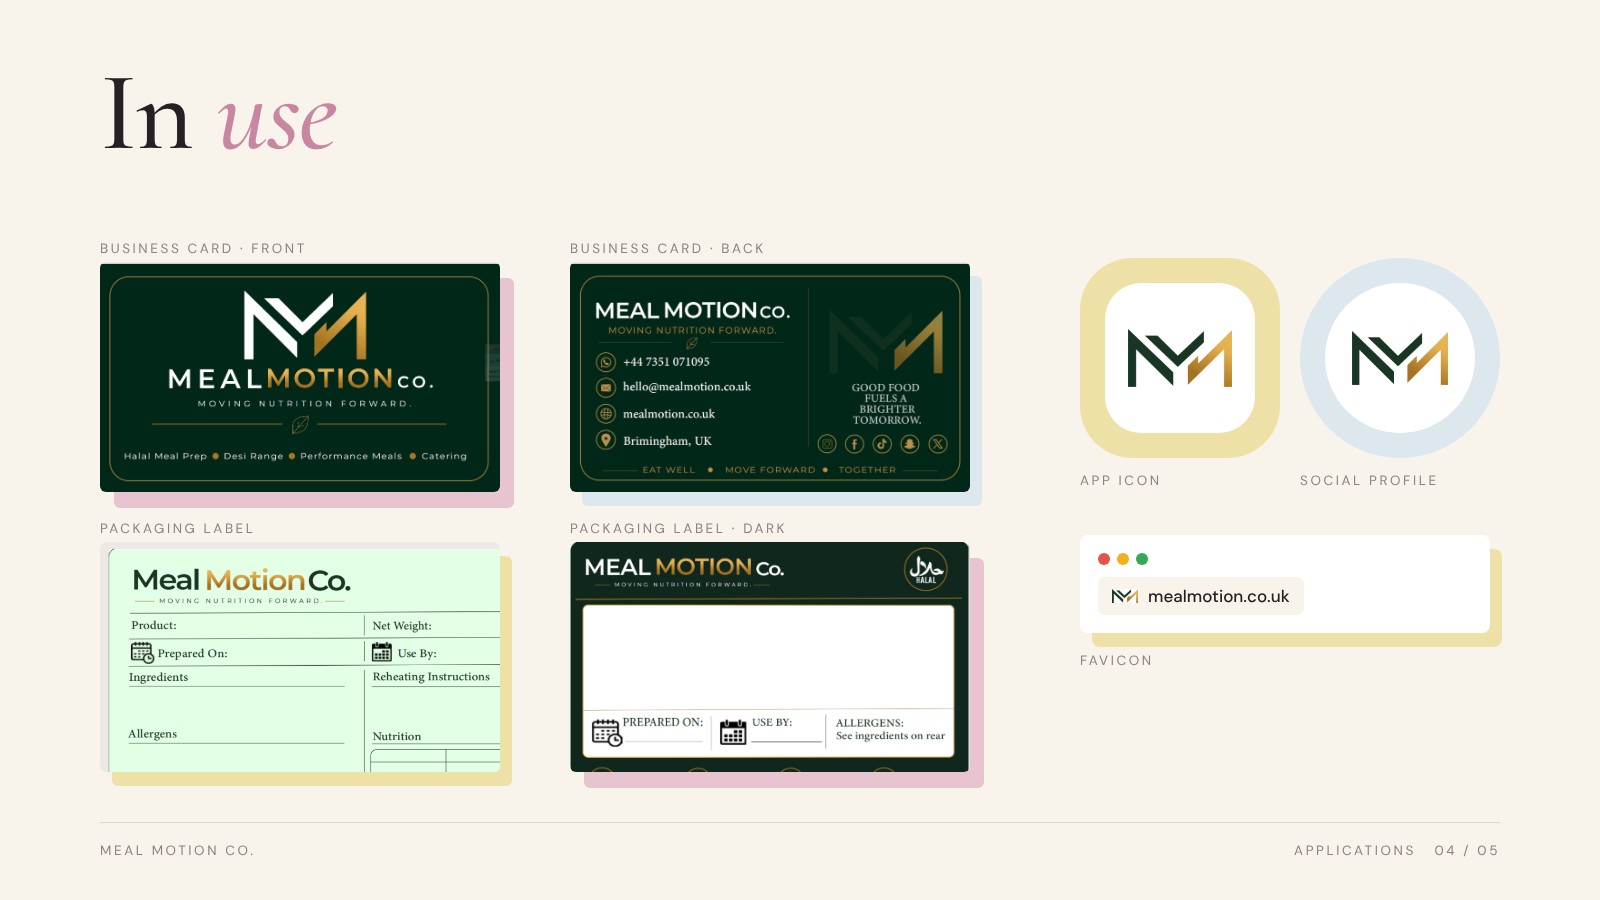 In use
BUSINESS CARD · FRONT
MEALMOTIONCO.
MOVING NUTRITION FORWARD.
Halal Meal Prep ● Desi Range ● Performance Meals ● Catering
BUSINESS CARD · BACK
MEAL MOTION CO.
MOVING NUTRITION FORWARD.
+44 7351 071095
hello@mealmotion.co.uk
mealmotion.co.uk
Brimingham, UK
GOOD FOOD
FUELS A
BRIGHTER
TOMORROW.
EAT WELL ● MOVE FORWARD ● TOGETHER
APP ICON
SOCIAL PROFILE
PACKAGING LABEL
Meal Motion Co.
MOVING NUTRITION FORWARD.
Product:
Net Weight:
Prepared On:
Use By:
Ingredients
Reheating Instructions
Allergens
Nutrition
PACKAGING LABEL · DARK
MEAL MOTION Co.
MOVING NUTRITION FORWARD.
حلال
HALAL
PREPARED ON:
USE BY:
ALLERGENS:
See ingredients on rear
mealmotion.co.uk
FAVICON
MEAL MOTION CO.
APPLICATIONS 04 / 05